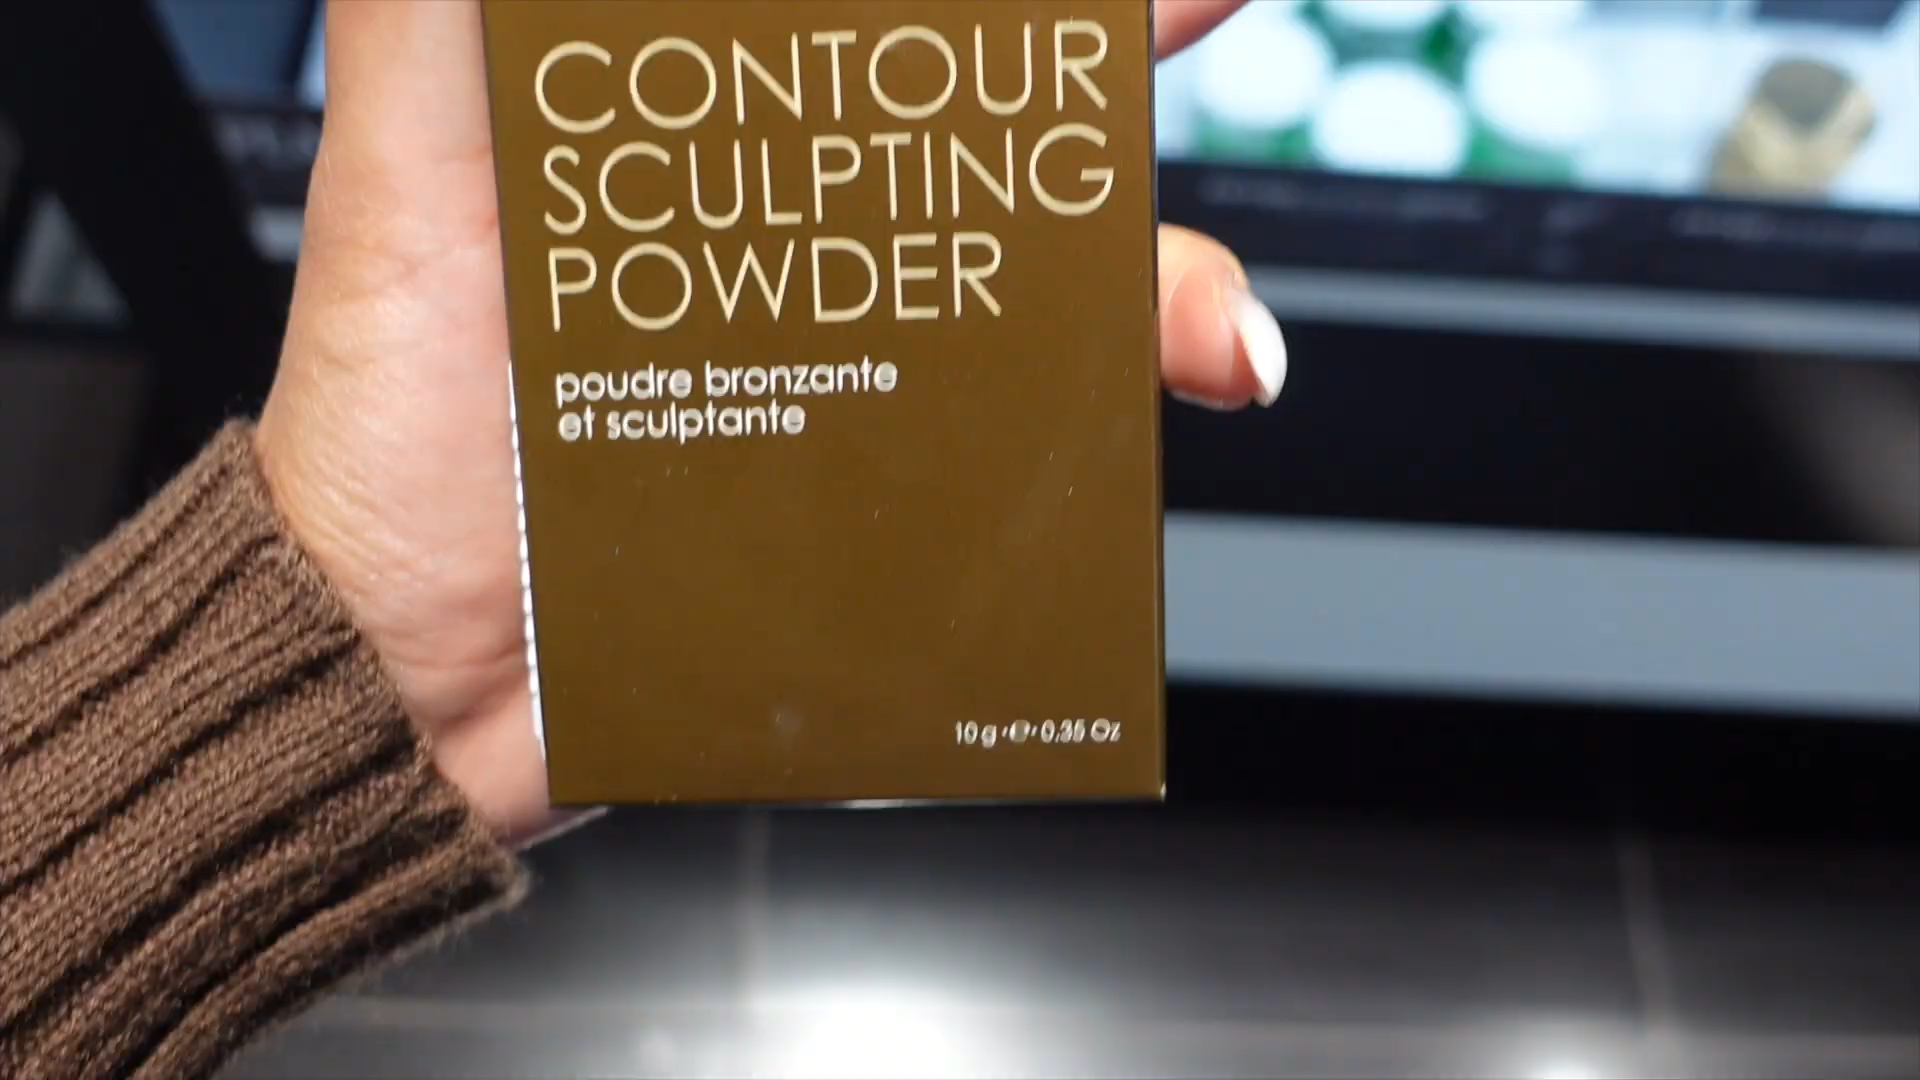 CONTOUR
SCULPTING
POWDER
poudre bronzante
et sculptante
10 g · e · 0,35 Oz